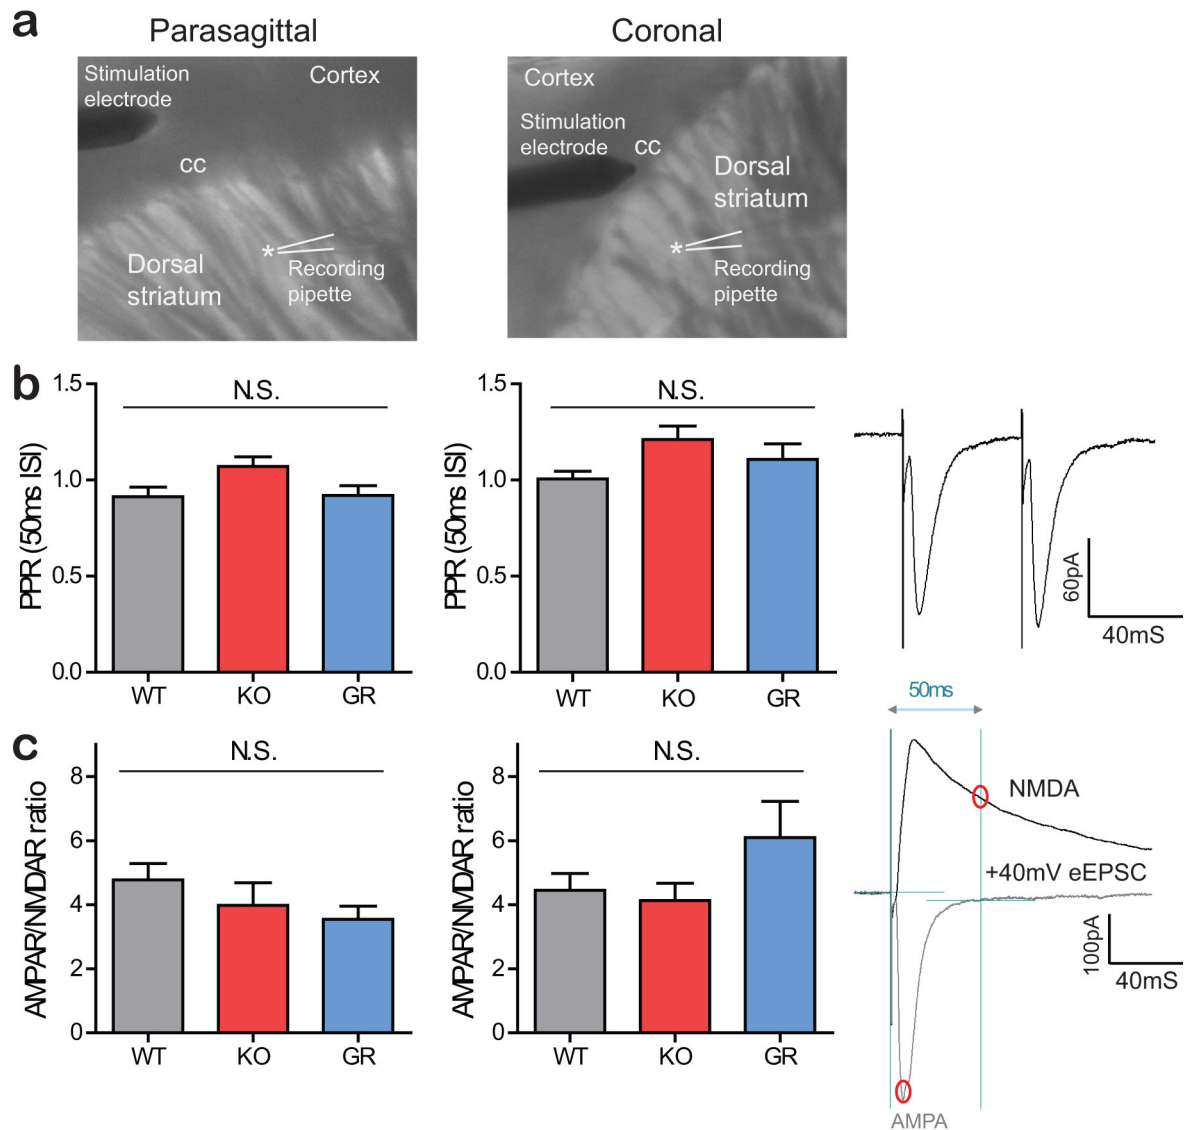 a
Parasagittal
Coronal
Stimulation
electrode
Cortex
cc
*
Dorsal
striatum
Recording
pipette
Cortex
Stimulation
electrode
cc
Dorsal
striatum
*
Recording
pipette
b
1.5
1.0
0.5
0.0
PPR (50ms ISI)
N.S.
WT
KO
GR
1.5
1.0
0.5
0.0
PPR (50ms ISI)
N.S.
WT
KO
GR
60pA
40mS
c
8
6
4
2
0
AMPAR/NMDAR ratio
N.S.
WT
KO
GR
8
6
4
2
0
AMPAR/NMDAR ratio
N.S.
WT
KO
GR
50ms
NMDA
+40mV eEPSC
100pA
40mS
AMPA